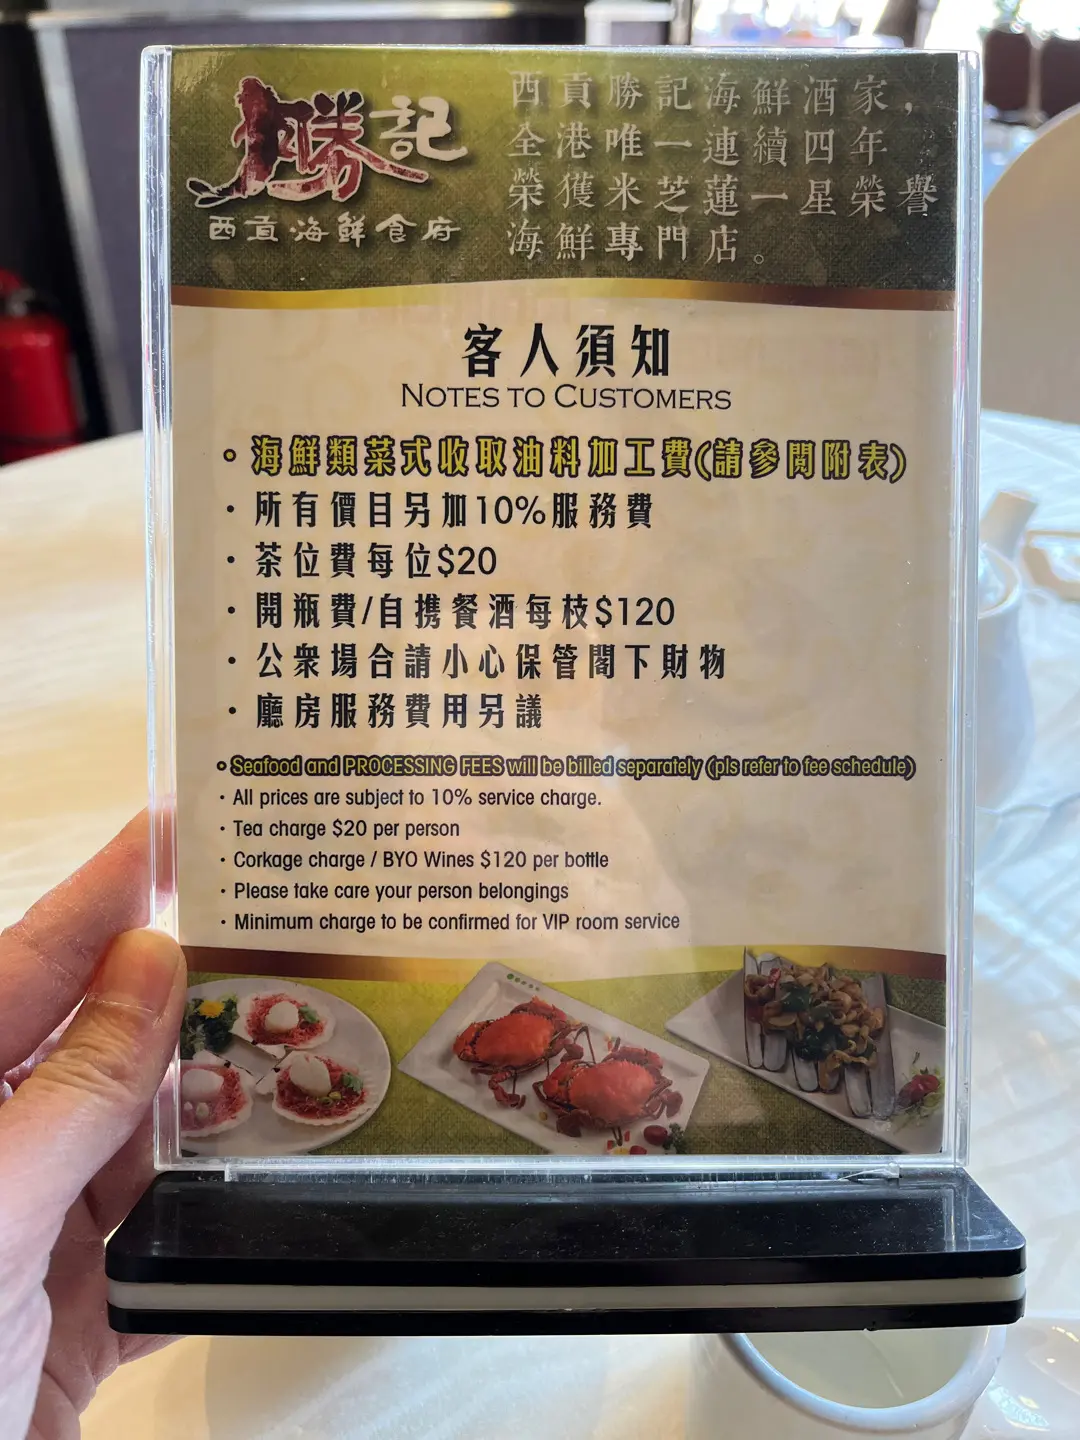 勝記
西貢海鮮食府
西貢勝記海鮮酒家，
全港唯一連續四年
榮獲米芝蓮一星榮譽
海鮮專門店。
客人須知
NOTES TO CUSTOMERS
◦ 海鮮類菜式收取油料加工費(請參閱附表)
· 所有價目另加10%服務費
· 茶位費每位$20
· 開瓶費/自携餐酒每枝$120
· 公眾場合請小心保管閣下財物
· 廳房服務費用另議
◦ Seafood and PROCESSING FEES will be billed separately (pls refer to fee schedule)
· All prices are subject to 10% service charge.
· Tea charge $20 per person
· Corkage charge / BYO Wines $120 per bottle
· Please take care your person belongings
· Minimum charge to be confirmed for VIP room service